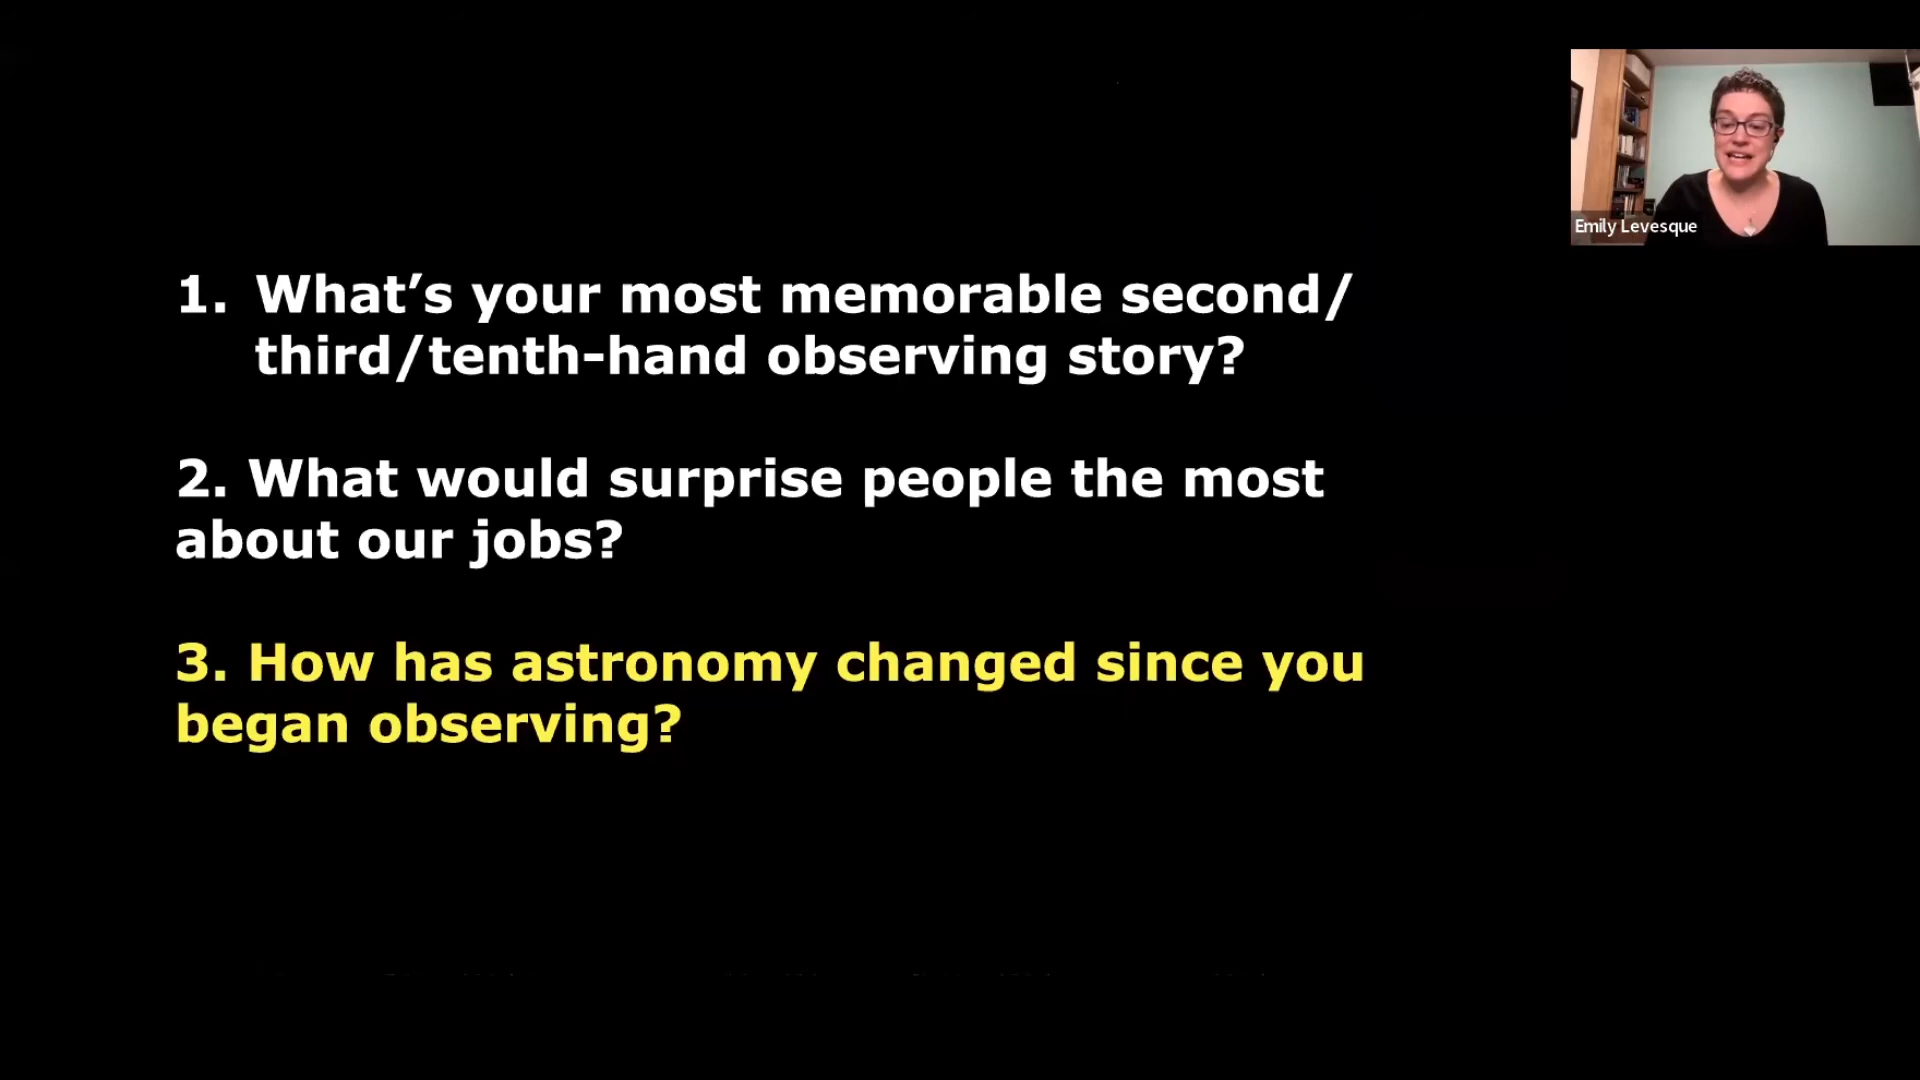 Emily Levesque
1. What’s your most memorable second/
third/tenth-hand observing story?
2. What would surprise people the most
about our jobs?
3. How has astronomy changed since you
began observing?